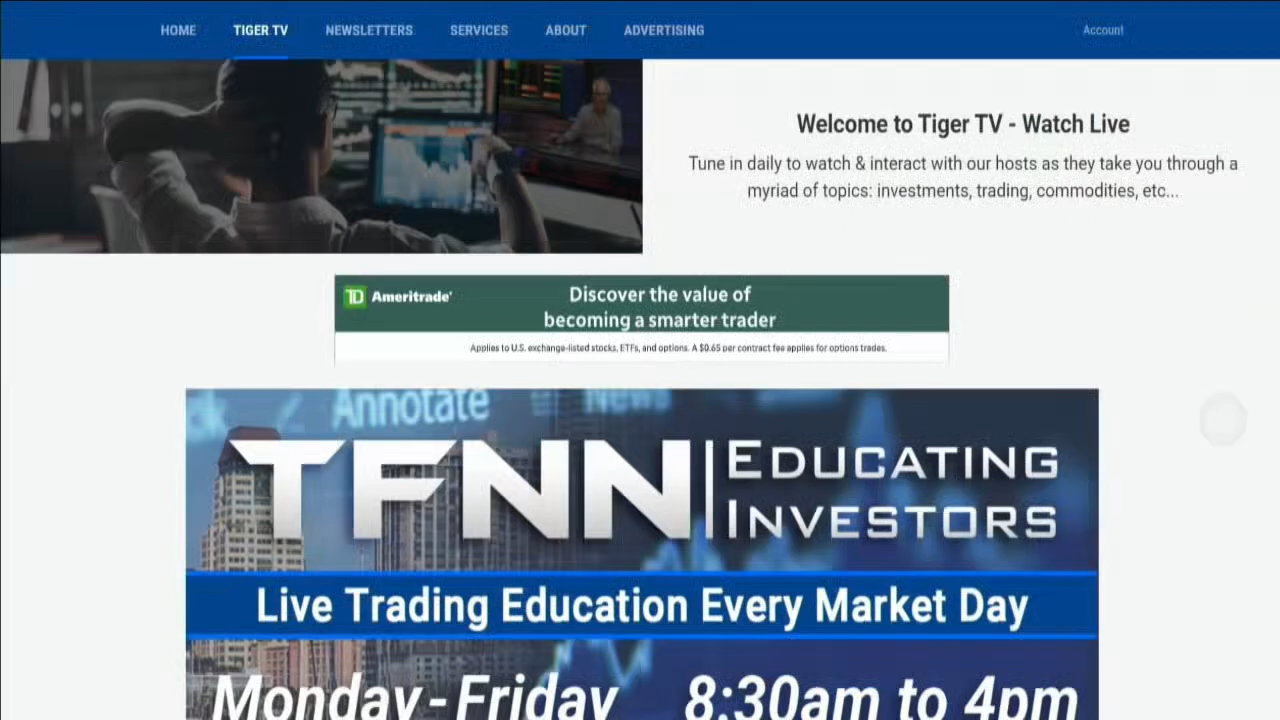 HOME TIGER TV NEWSLETTERS SERVICES ABOUT ADVERTISING Account
Welcome to Tiger TV - Watch Live
Tune in daily to watch & interact with our hosts as they take you through a
myriad of topics: investments, trading, commodities, etc...
TD Ameritrade
Discover the value of
becoming a smarter trader
Applies to U.S. exchange-listed stocks, ETFs, and options. A $0.65 per contract fee applies for options trades.
Annotate News
TFNN EDUCATING
INVESTORS
Live Trading Education Every Market Day
Monday-Friday 8:30am to 4pm